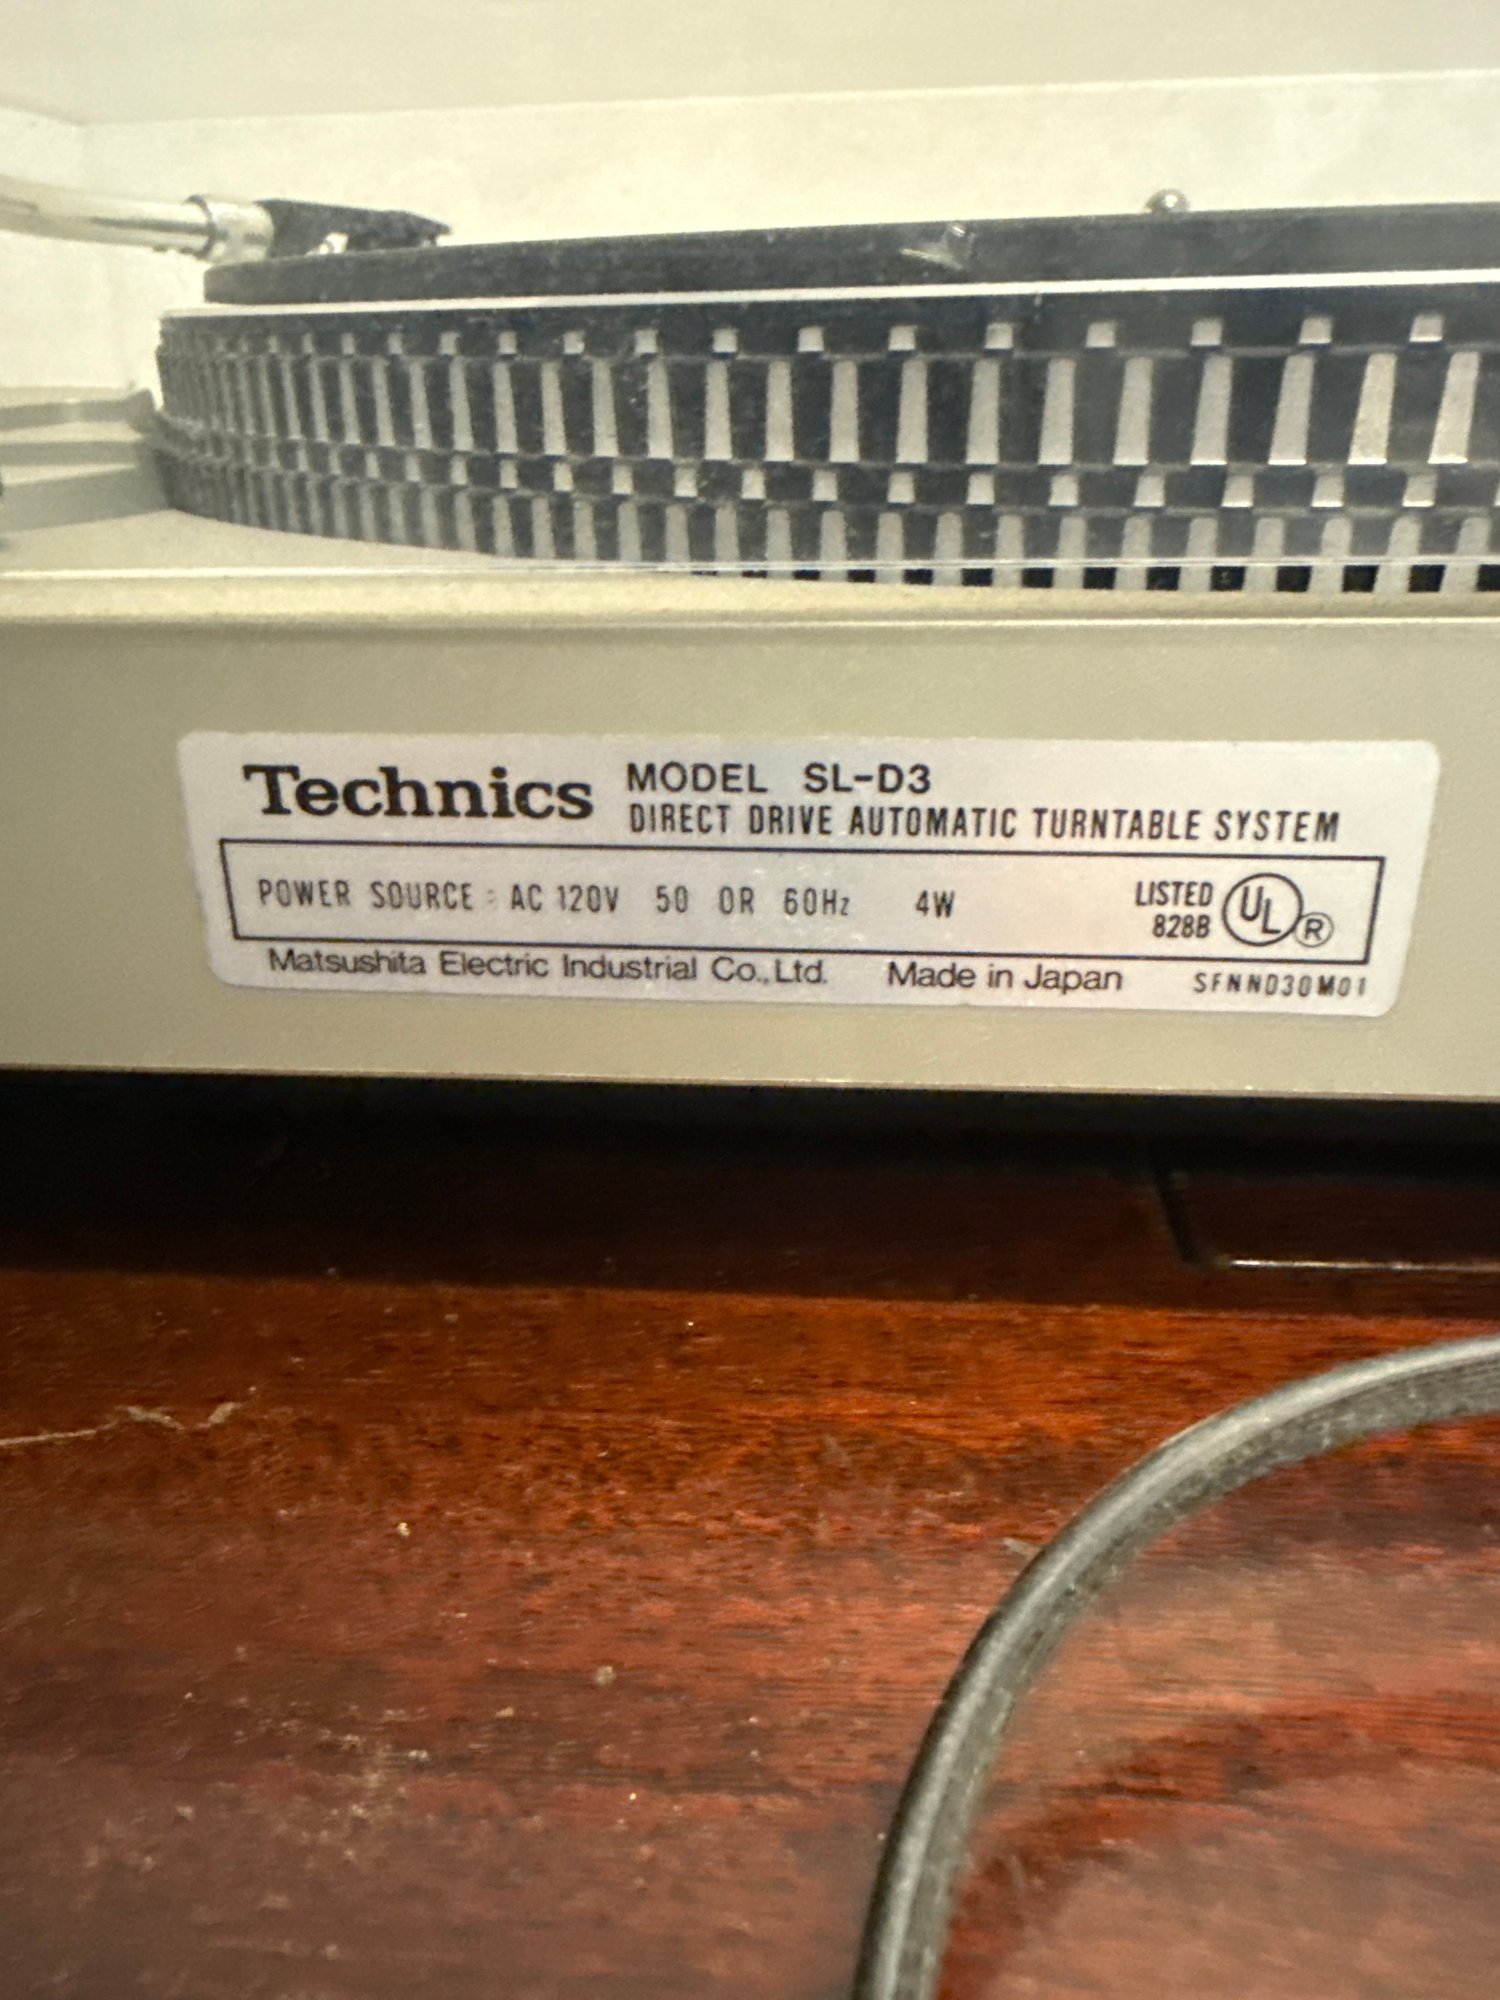 Technics MODEL SL-D3
DIRECT DRIVE AUTOMATIC TURNTABLE SYSTEM
POWER SOURCE : AC 120V 50 OR 60Hz 4W
LISTED
828B UL ®
Matsushita Electric Industrial Co., Ltd. Made in Japan SFNND30M01